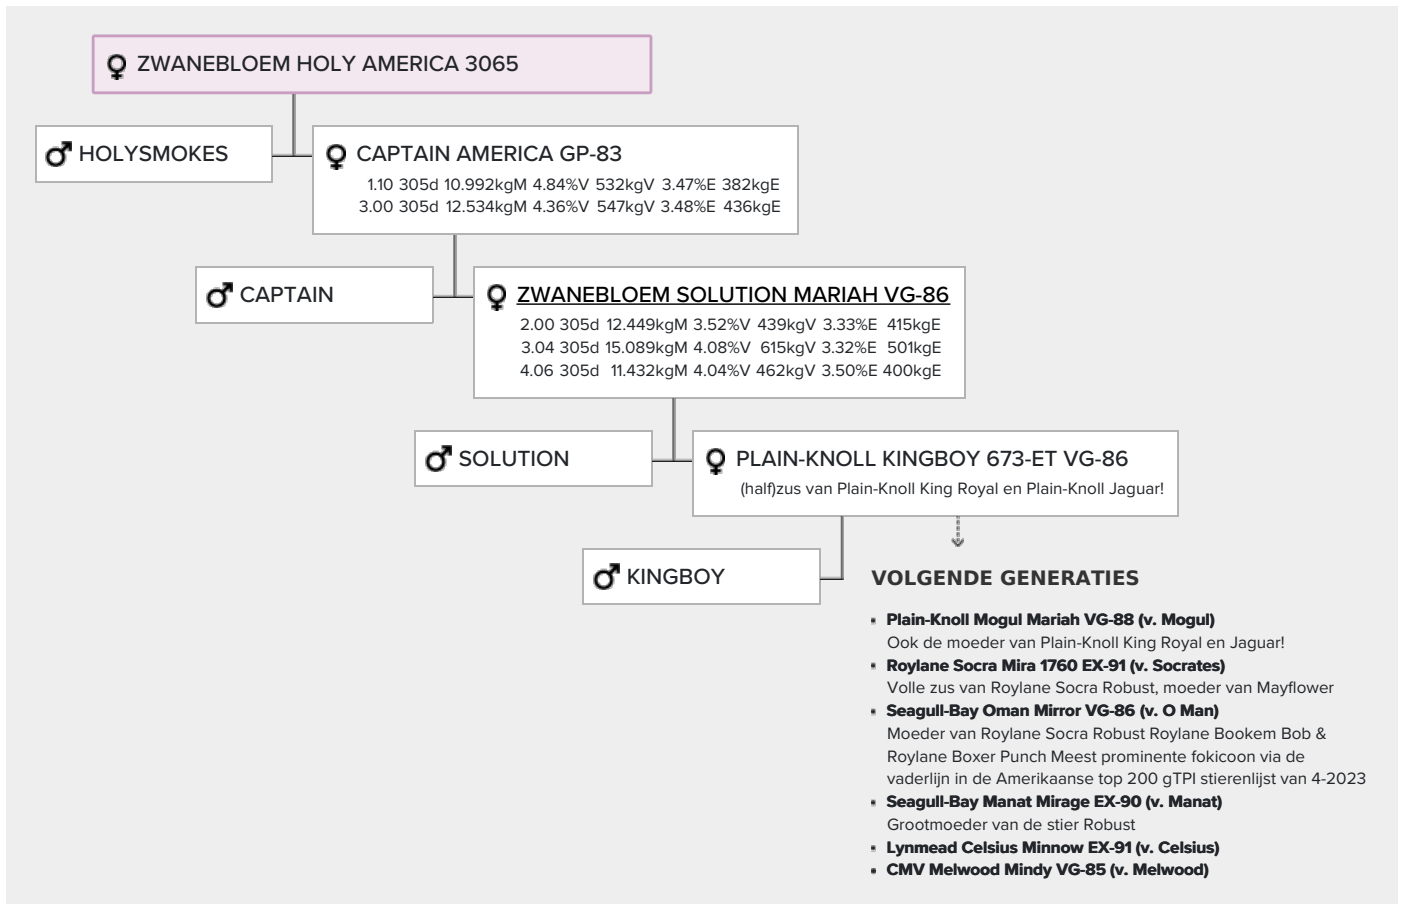 ZWANEBLOEM HOLY AMERICA 3065
HOLYSMOKES
CAPTAIN AMERICA GP-83
1.10 305d 10.992kgM 4.84%V 532kgV 3.47%E 382kgE
3.00 305d 12.534kgM 4.36%V 547kgV 3.48%E 436kgE
CAPTAIN
ZWANEBLOEM SOLUTION MARIAH VG-86
2.00 305d 12.449kgM 3.52%V 439kgV 3.33%E 415kgE
3.04 305d 15.089kgM 4.08%V 615kgV 3.32%E 501kgE
4.06 305d 11.432kgM 4.04%V 462kgV 3.50%E 400kgE
SOLUTION
PLAIN-KNOLL KINGBOY 673-ET VG-86
(half)zus van Plain-Knoll King Royal en Plain-Knoll Jaguar!
KINGBOY
VOLGENDE GENERATIES
Plain-Knoll Mogul Mariah VG-88 (v. Mogul)
Ook de moeder van Plain-Knoll King Royal en Jaguar!
Roylane Socra Mira 1760 EX-91 (v. Socrates)
Volle zus van Roylane Socra Robust, moeder van Mayflower
Seagull-Bay Oman Mirror VG-86 (v. O Man)
Moeder van Roylane Socra Robust Roylane Bookem Bob &
Roylane Boxer Punch Meest prominente fokicoon via de
vaderlijn in de Amerikaanse top 200 gTPI stierenlijst van 4-2023
Seagull-Bay Manat Mirage EX-90 (v. Manat)
Grootmoeder van de stier Robust
Lynmead Celsius Minnow EX-91 (v. Celsius)
CMV Melwood Mindy VG-85 (v. Melwood)